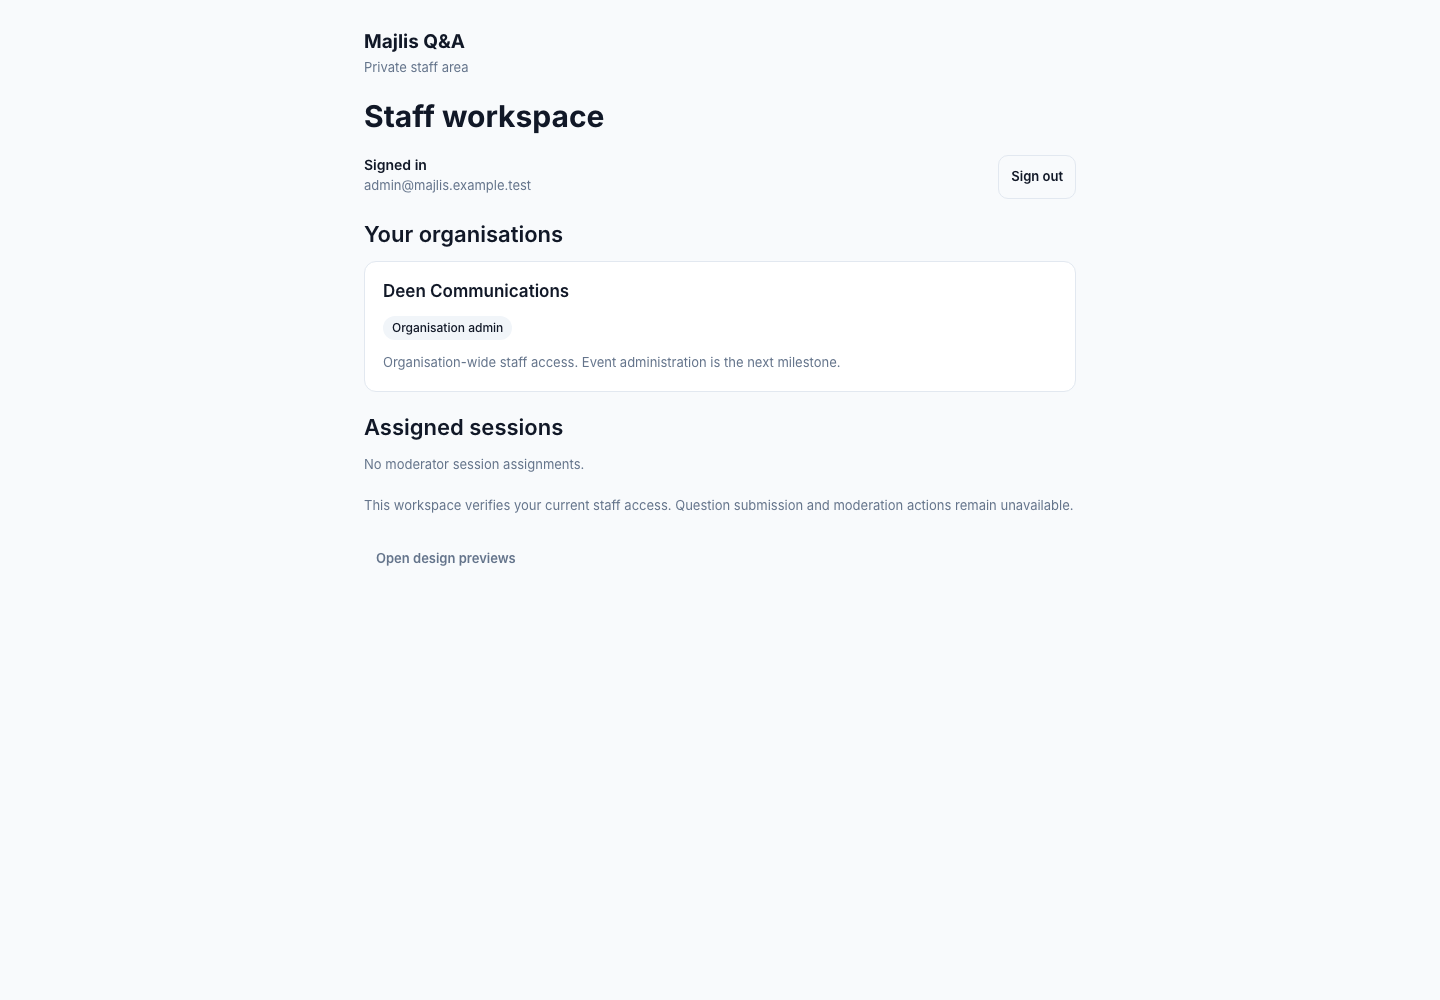 Majlis Q&A
Private staff area
Staff workspace
Signed in
admin@majlis.example.test
Sign out
Your organisations
Deen Communications
Organisation admin
Organisation-wide staff access. Event administration is the next milestone.
Assigned sessions
No moderator session assignments.
This workspace verifies your current staff access. Question submission and moderation actions remain unavailable.
Open design previews